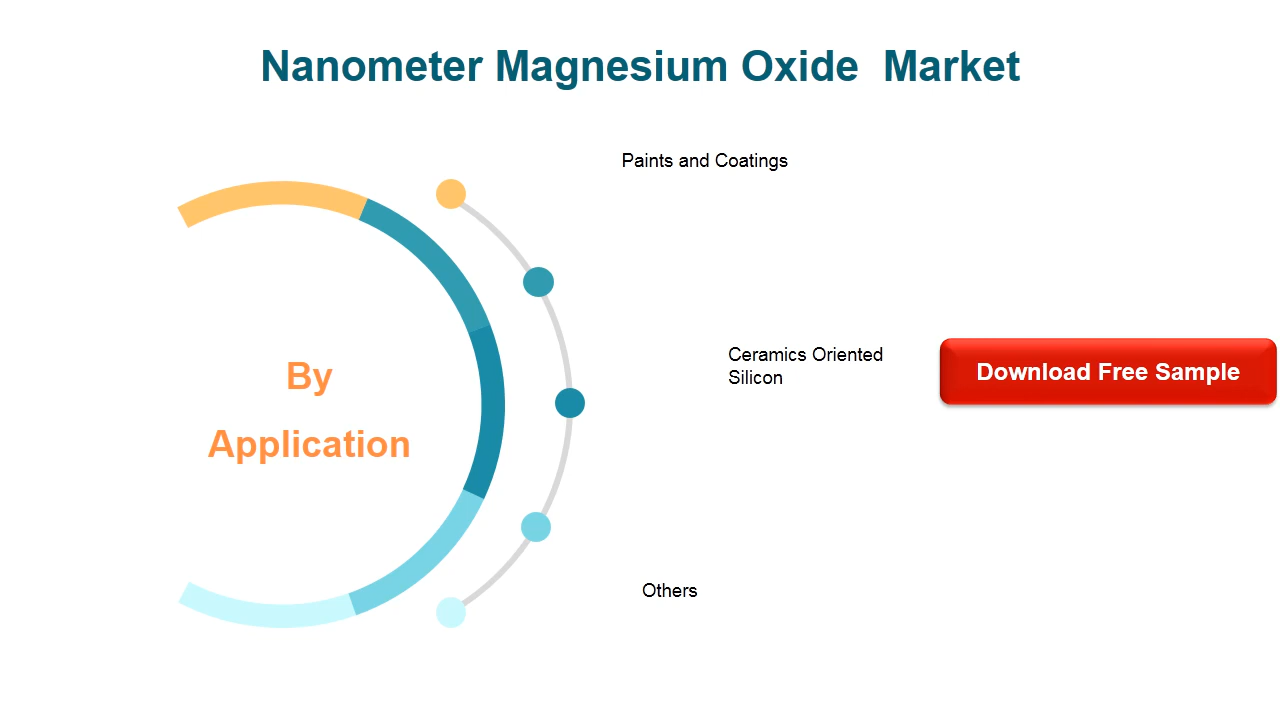 Nanometer Magnesium Oxide  Market
Paints and Coatings
Ceramics Oriented
Silicon
Download Free Sample
By
Application
Others